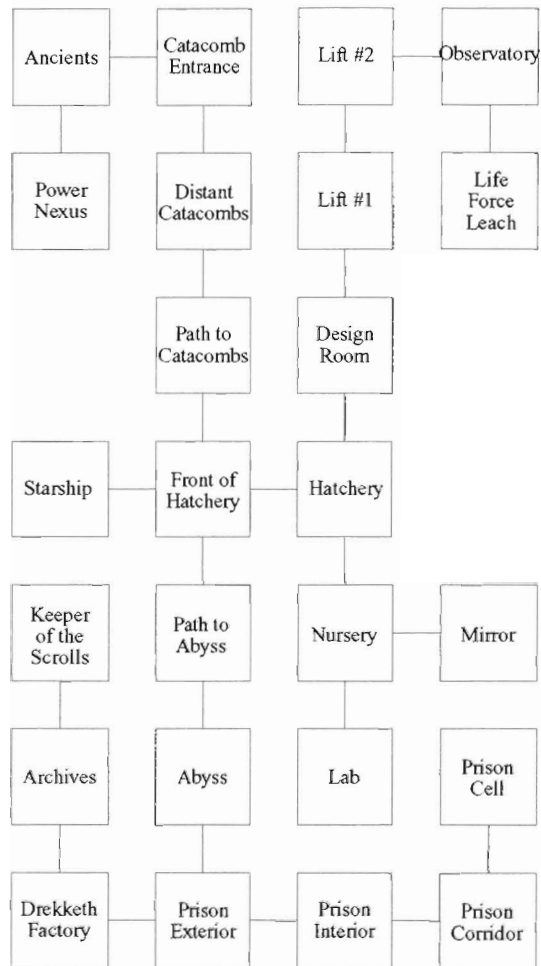 Ancients
Catacomb
Entrance
Lift #2
Observatory
Power
Nexus
Distant
Catacombs
Lift #1
Life
Force
Leach
Path to
Catacombs
Design
Room
Starship
Front of
Hatchery
Hatchery
Keeper
of the
Scrolls
Path to
Abyss
Nursery
Mirror
Archives
Abyss
Lab
Prison
Cell
Drekketh
Factory
Prison
Exterior
Prison
Interior
Prison
Corridor